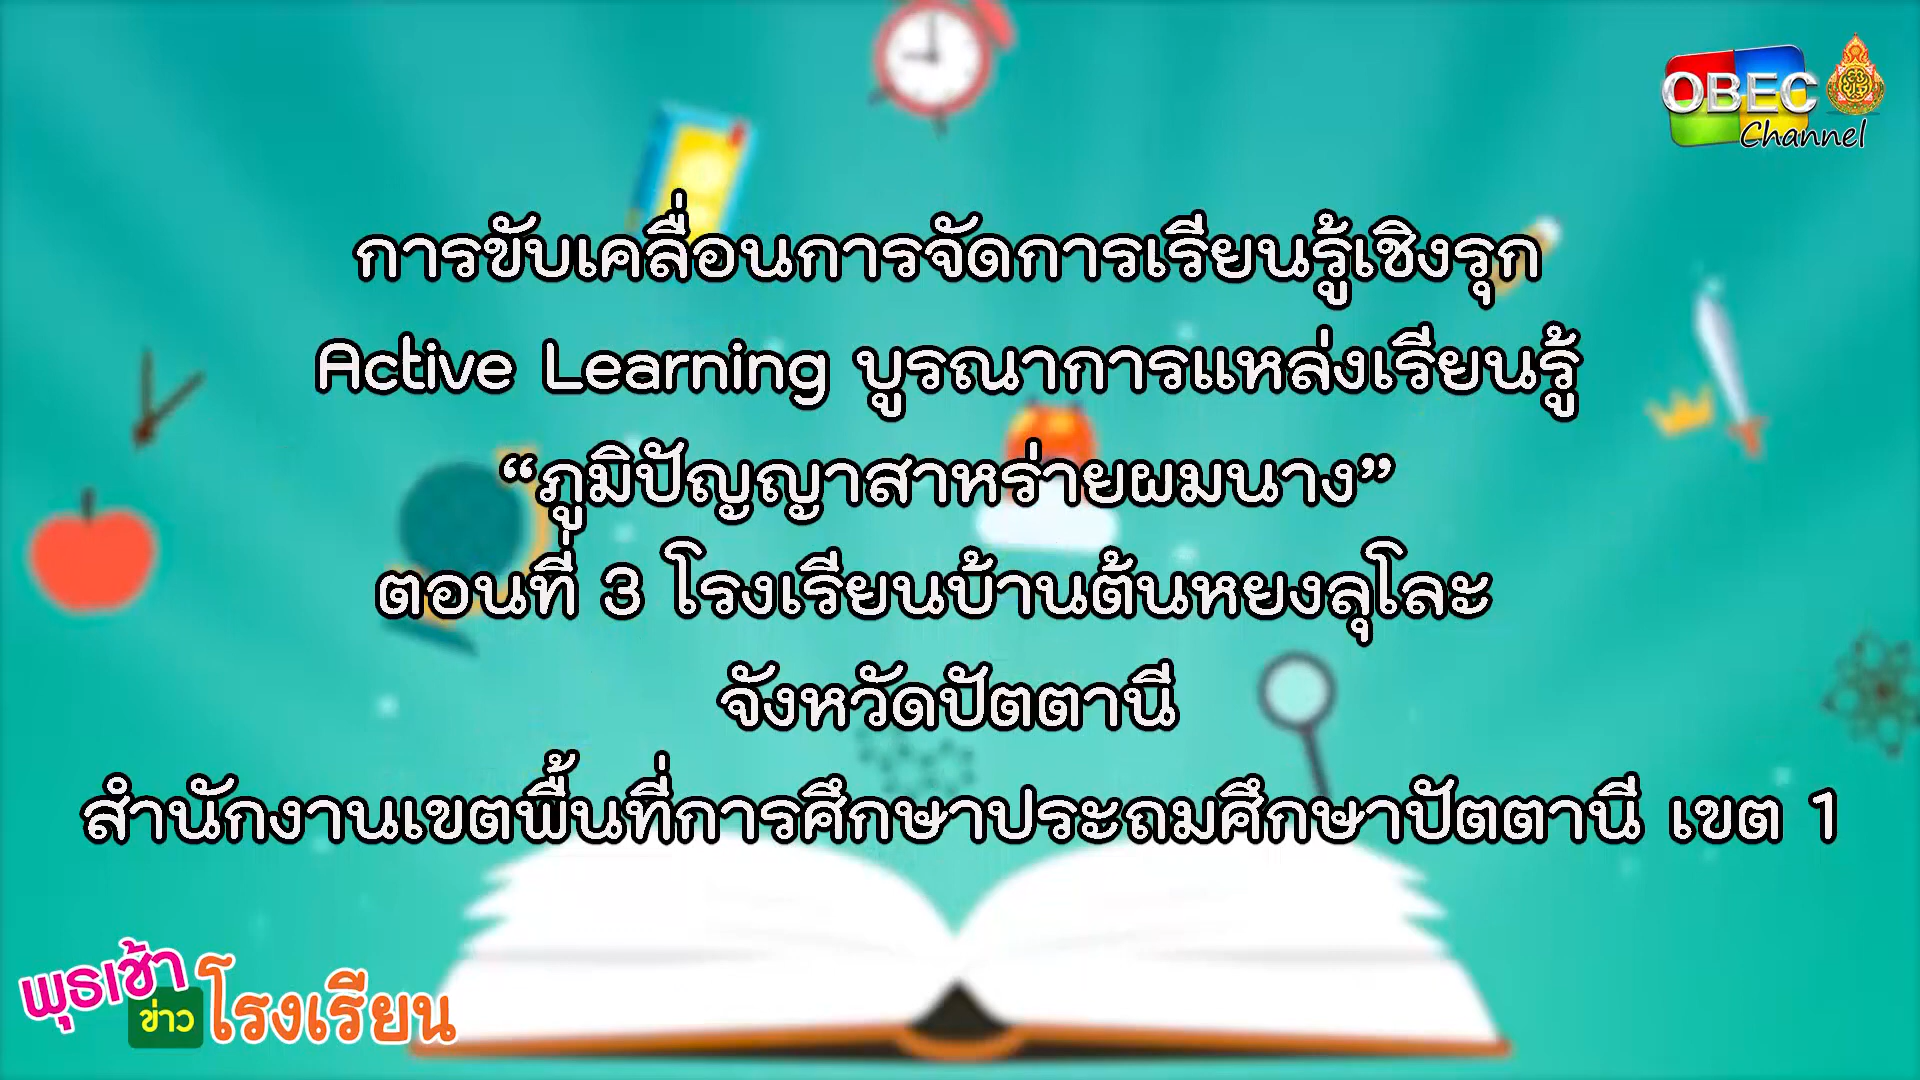 OBEC
Channel
การขับเคลื่อนการจัดการเรียนรู้เชิงรุก
Active Learning บูรณาการแหล่งเรียนรู้
“ภูมิปัญญาสาหร่ายผมนาง”
ตอนที่ 3 โรงเรียนบ้านต้นหยงลุโละ
จังหวัดปัตตานี
สำนักงานเขตพื้นที่การศึกษาประถมศึกษาปัตตานี เขต 1
พุธเช้า
ข่าว โรงเรียน